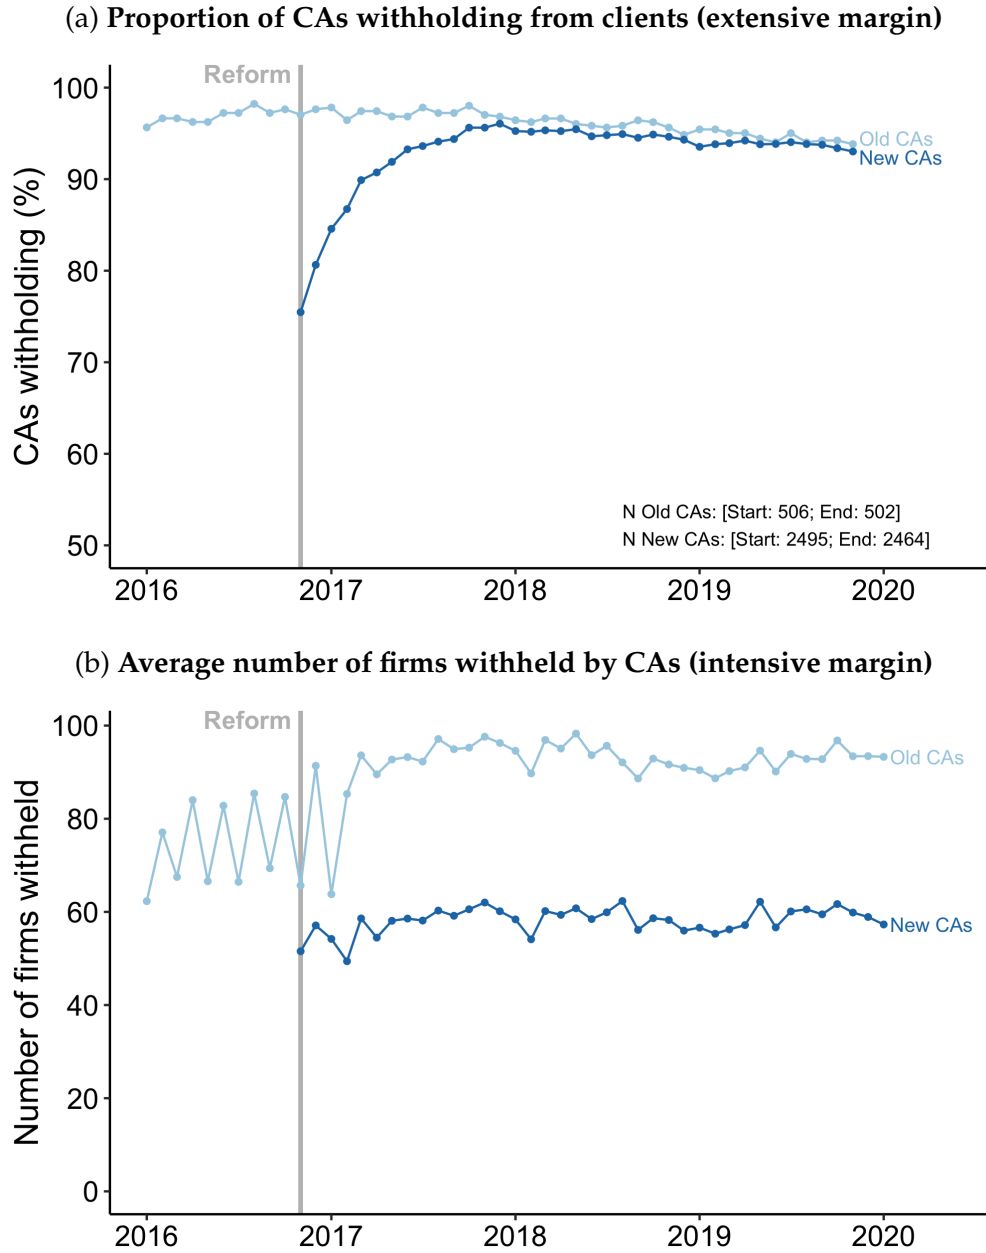 (a) Proportion of CAs withholding from clients (extensive margin)
Reform
100
90
80
70
60
50
CAs withholding (%)
Old CAs
New CAs
N Old CAs: [Start: 506; End: 502]
N New CAs: [Start: 2495; End: 2464]
2016 2017 2018 2019 2020
(b) Average number of firms withheld by CAs (intensive margin)
Reform
100
80
60
40
20
0
Number of firms withheld
Old CAs
New CAs
2016 2017 2018 2019 2020